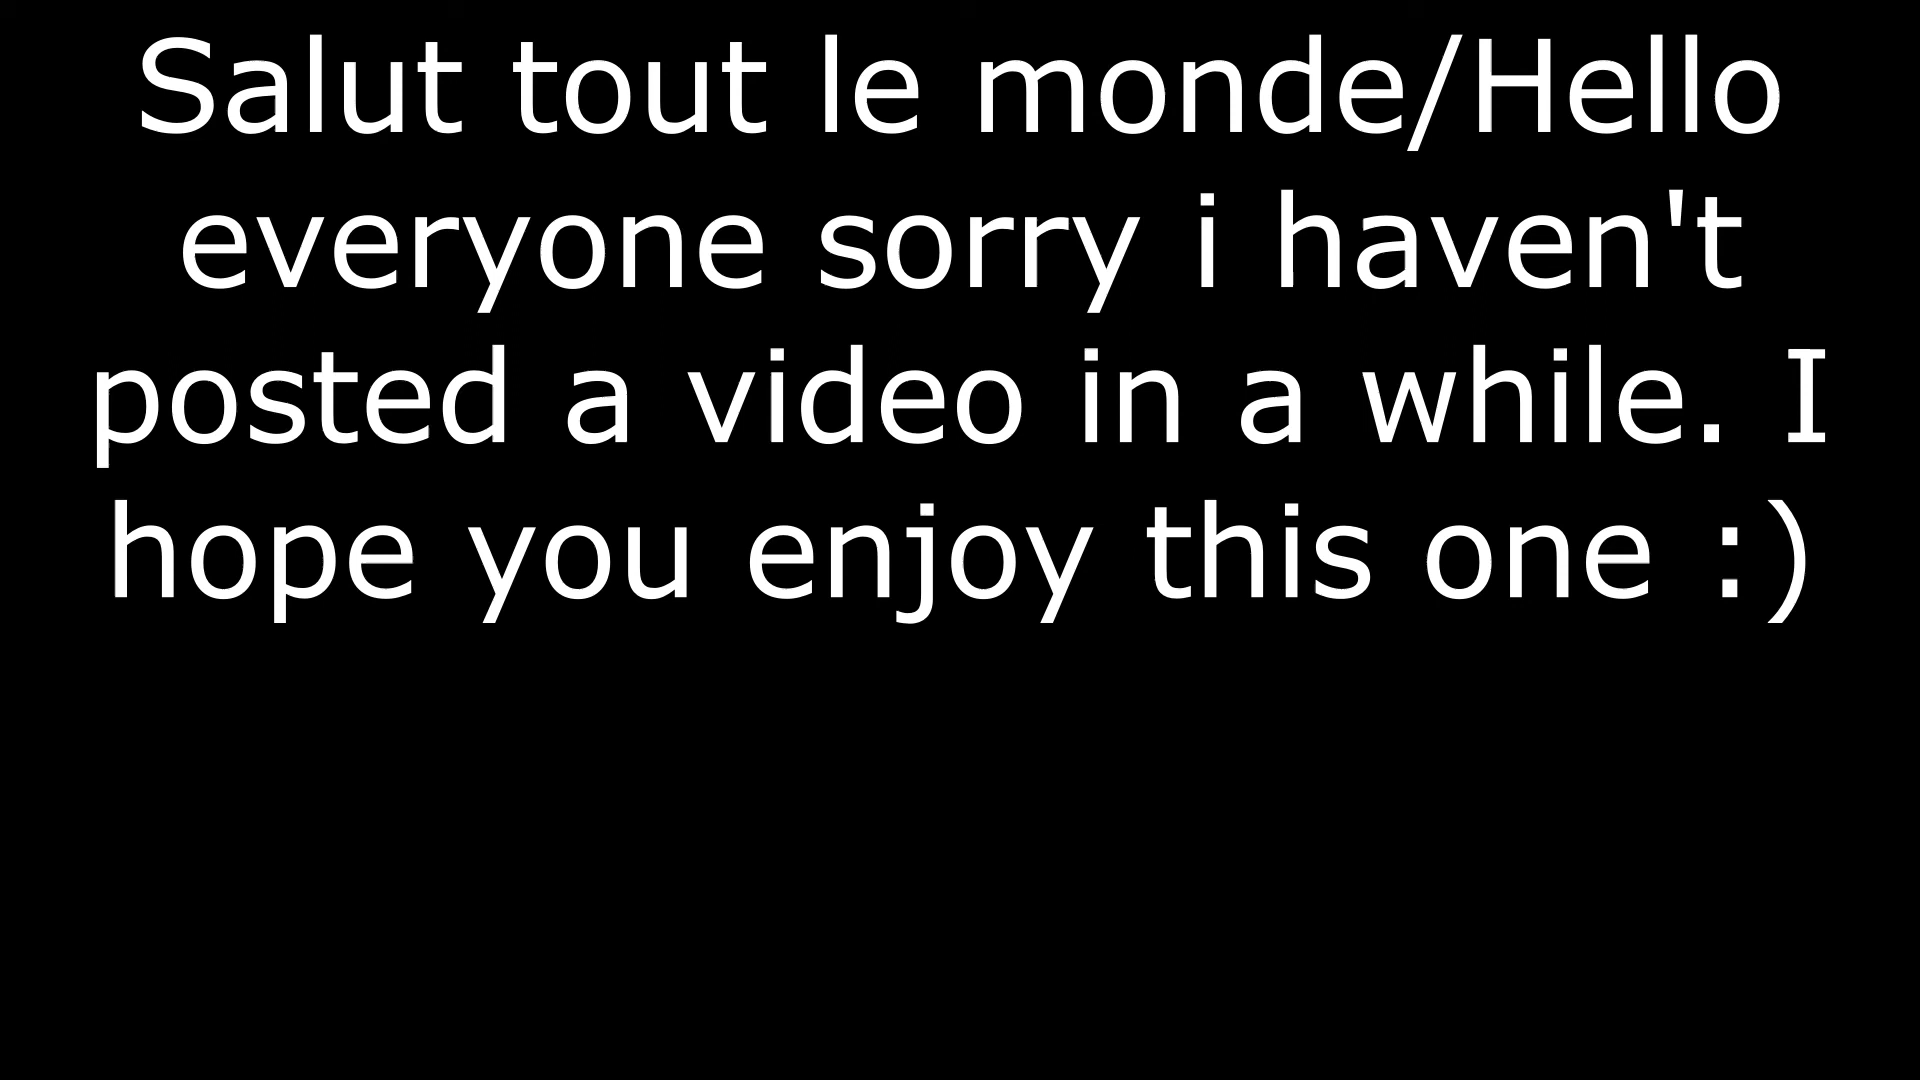 Salut tout le monde/Hello
everyone sorry i haven't
posted a video in a while. I
hope you enjoy this one :)